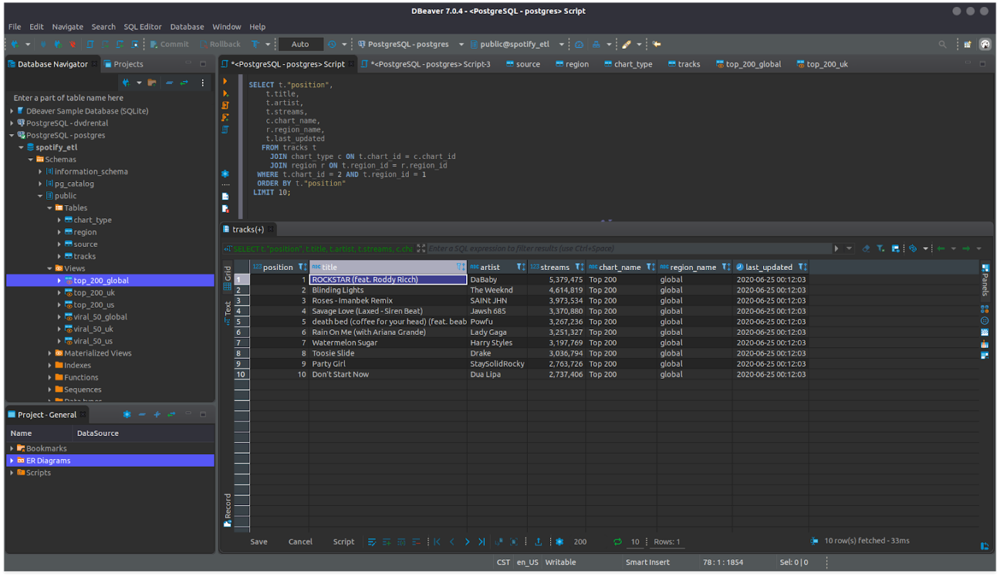 DBeaver 7.0.4 - <PostgreSQL - postgres> Script
File Edit Navigate Search SQL Editor Database Window Help
Commit Rollback Auto PostgreSQL - postgres public@spotify_etl
Database Navigator Projects
*<PostgreSQL - postgres> Script *<PostgreSQL - postgres> Script-3 source region chart_type tracks top_200_global top_200_uk
Enter a part of table name here
DBeaver Sample Database (SQLite)
PostgreSQL - dvdrental
PostgreSQL - postgres
spotify_etl
Schemas
information_schema
pg_catalog
public
Tables
chart_type
region
source
tracks
Views
top_200_global
top_200_uk
top_200_us
viral_50_global
viral_50_uk
viral_50_us
Materialized Views
Indexes
Functions
Sequences
Data types
Project - General
Name DataSource
Bookmarks
ER Diagrams
Scripts
SELECT t."position",
t.title,
t.artist,
t.streams,
c.chart_name,
r.region_name,
t.last_updated
FROM tracks t
JOIN chart_type c ON t.chart_id = c.chart_id
JOIN region r ON t.region_id = r.region_id
WHERE t.chart_id = 2 AND t.region_id = 1
ORDER BY t."position"
LIMIT 10;
tracks(+)
SELECT t."position", t.title, t.artist, t.streams, c.cha Enter a SQL expression to filter results (use Ctrl+Space)
Grid
Text
Record
Panels
123 position ABC title ABC artist 123 streams ABC chart_name ABC region_name last_updated
1 1 ROCKSTAR (feat. Roddy Ricch) DaBaby 5,379,475 Top 200 global 2020-06-25 00:12:03
2 2 Blinding Lights The Weeknd 4,614,819 Top 200 global 2020-06-25 00:12:03
3 3 Roses - Imanbek Remix SAINt JHN 3,973,534 Top 200 global 2020-06-25 00:12:03
4 4 Savage Love (Laxed - Siren Beat) Jawsh 685 3,370,880 Top 200 global 2020-06-25 00:12:03
5 5 death bed (coffee for your head) (feat. beab Powfu 3,267,236 Top 200 global 2020-06-25 00:12:03
6 6 Rain On Me (with Ariana Grande) Lady Gaga 3,251,327 Top 200 global 2020-06-25 00:12:03
7 7 Watermelon Sugar Harry Styles 3,197,769 Top 200 global 2020-06-25 00:12:03
8 8 Toosie Slide Drake 3,036,794 Top 200 global 2020-06-25 00:12:03
9 9 Party Girl StaySolidRocky 2,763,726 Top 200 global 2020-06-25 00:12:03
10 10 Don't Start Now Dua Lipa 2,737,406 Top 200 global 2020-06-25 00:12:03
Save Cancel Script 200 10 Rows: 1 10 row(s) fetched - 33ms
CST en_US Writable Smart Insert 78 : 1 : 1854 Sel: 0 | 0